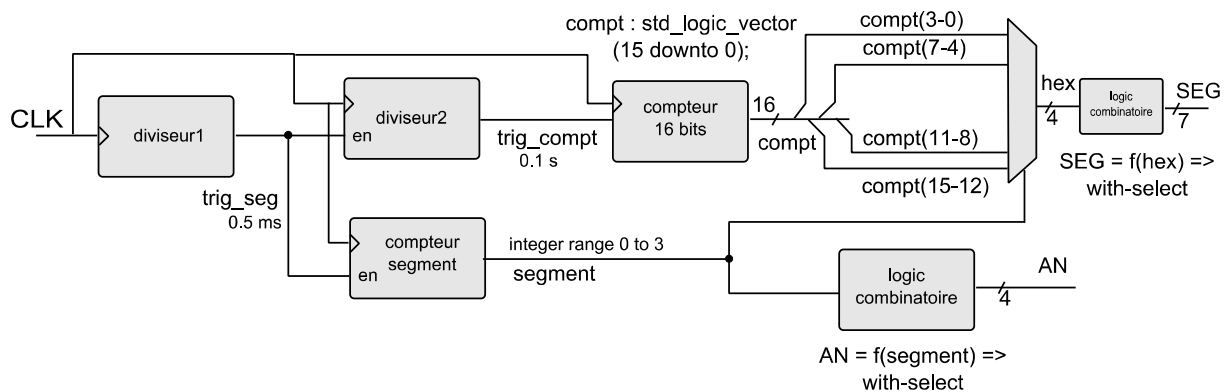 compt : std_logic_vector
(15 downto 0);
compt(3-0)
compt(7-4)
CLK
diviseur1
diviseur2
en
compteur
16 bits
16
compt
hex
4
logic
combinatoire
SEG
7
trig_compt
0.1 s
compt(11-8)
compt(15-12)
SEG = f(hex) =>
with-select
trig_seg
0.5 ms
compteur
segment
en
integer range 0 to 3
segment
logic
combinatoire
AN
4
AN = f(segment) =>
with-select